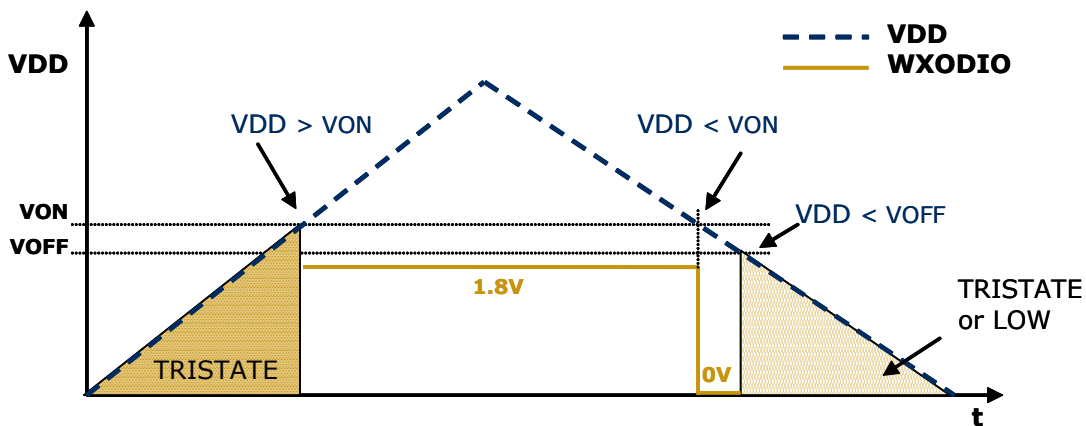 VDD
WXODIO
VDD
VDD > VON
VDD < VON
VON
VDD < VOFF
VOFF
1.8V
TRISTATE
or LOW
TRISTATE
0V
t